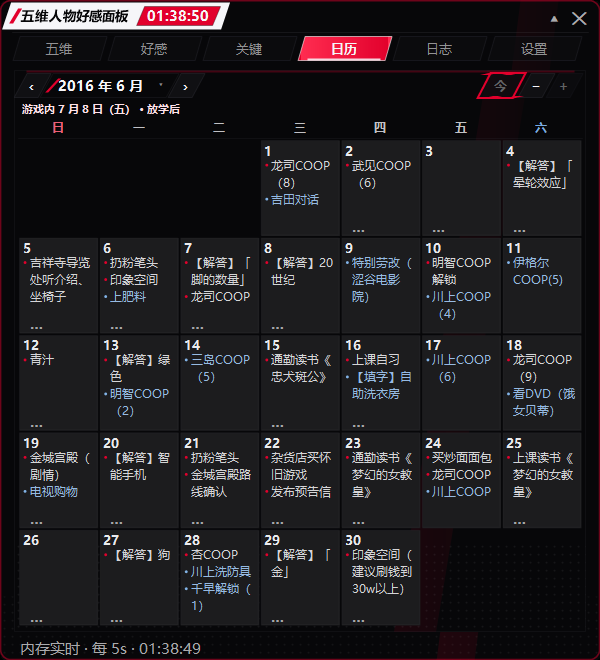 五维人物好感面板 01:38:50
五维 好感 关键 日历 日志 设置
‹ 2016 年 6 月 › 今 − +
游戏内 7 月 8 日（五）• 放学后
日 一 二 三 四 五 六
1
• 龙司COOP
（8）
• 吉田对话
2
• 武见COOP
（6）
...
3
...
4
• 【解答】「
晕轮效应」
...
5
• 吉祥寺导览
处听介绍、
坐椅子
...
6
• 扔粉笔头
• 印象空间
• 上肥料
...
7
• 【解答】「
脚的数量」
• 龙司COOP
...
8
• 【解答】20
世纪
...
9
• 特别劳改（
涩谷电影
院）
10
• 明智COOP
解锁
• 川上COOP
（4）
11
• 伊格尔
COOP(5)
12
• 青汁
...
13
• 【解答】绿
色
• 明智COOP
（2）
14
• 三岛COOP
（5）
15
• 通勤读书《
忠犬斑公》
...
16
• 上课自习
• 【填字】自
助洗衣房
...
17
• 川上COOP
（6）
18
• 龙司COOP
（9）
• 看DVD（饿
女贝蒂）
19
• 金城宫殿（
剧情）
• 电视购物
...
20
• 【解答】智
能手机
...
21
• 扔粉笔头
• 金城宫殿路
线确认
...
22
• 杂货店买怀
旧游戏
• 发布预告信
...
23
• 通勤读书《
梦幻的女教
皇》
...
24
• 买炒面面包
• 龙司COOP
• 川上COOP
...
25
• 上课读书《
梦幻的女教
皇》
...
26
...
27
• 【解答】狗
...
28
• 杏COOP
• 川上洗防具
• 千早解锁（
1）
29
• 【解答】「
金」
...
30
• 印象空间（
建议刷钱到
30w以上）
...
内存实时 · 每 5s · 01:38:49